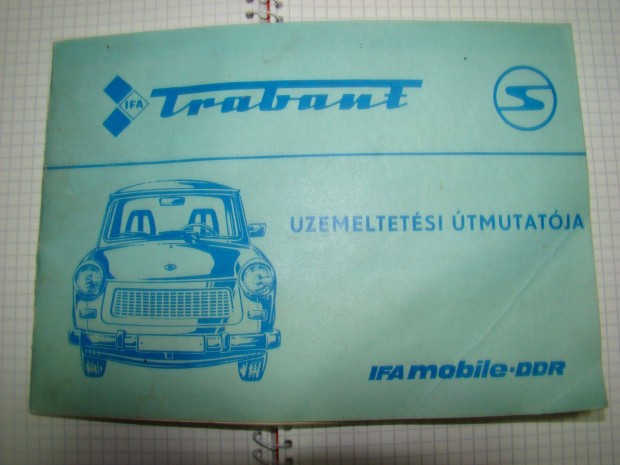 IFA Trabant S
UZEMELTETÉSI ÚTMUTATÓJA
IFA mobile-DDR